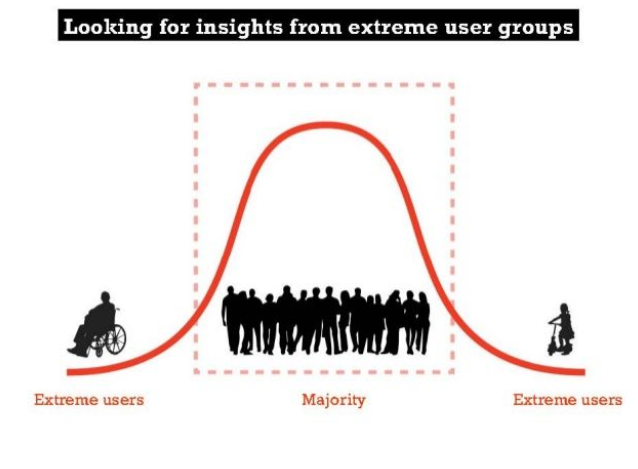 Looking for insights from extreme user groups
Extreme users
Majority
Extreme users